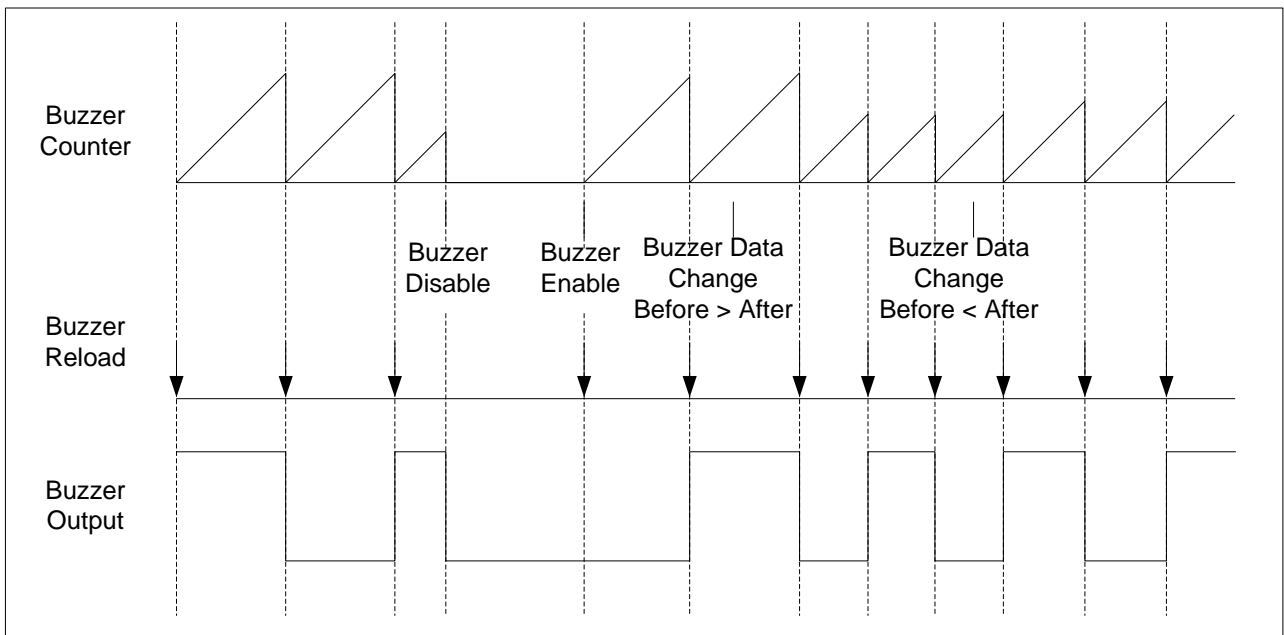 Buzzer
Counter
Buzzer
Disable
Buzzer
Enable
Buzzer Data
Change
Before > After
Buzzer Data
Change
Before < After
Buzzer
Reload
Buzzer
Output